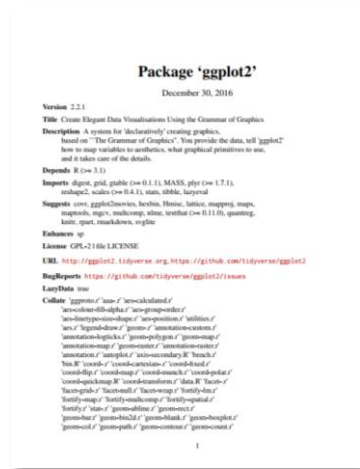 Package ‘ggplot2’
December 30, 2016
Version 2.2.1
Title Create Elegant Data Visualisations Using the Grammar of Graphics
Description A system for 'declaratively' creating graphics,
based on ``The Grammar of Graphics''. You provide the data, tell 'ggplot2'
how to map variables to aesthetics, what graphical primitives to use,
and it takes care of the details.
Depends R (>= 3.1)
Imports digest, grid, gtable (>= 0.1.1), MASS, plyr (>= 1.7.1),
reshape2, scales (>= 0.4.1), stats, tibble, lazyeval
Suggests covr, ggplot2movies, hexbin, Hmisc, lattice, mapproj, maps,
maptools, mgcv, multcomp, nlme, testthat (>= 0.11.0), quantreg,
knitr, rpart, rmarkdown, svglite
Enhances sp
License GPL-2 | file LICENSE
URL http://ggplot2.tidyverse.org, https://github.com/tidyverse/ggplot2
BugReports https://github.com/tidyverse/ggplot2/issues
LazyData true
Collate 'ggproto.r' 'aaa-.r' 'aes-calculated.r'
'aes-colour-fill-alpha.r' 'aes-group-order.r'
'aes-linetype-size-shape.r' 'aes-position.r' 'utilities.r'
'aes.r' 'legend-draw.r' 'geom-.r' 'annotation-custom.r'
'annotation-logticks.r' 'geom-polygon.r' 'geom-map.r'
'annotation-map.r' 'geom-raster.r' 'annotation-raster.r'
'annotation.r' 'autoplot.r' 'axis-secondary.R' 'bench.r'
'bin.R' 'coord-.r' 'coord-cartesian-.r' 'coord-fixed.r'
'coord-flip.r' 'coord-map.r' 'coord-munch.r' 'coord-polar.r'
'coord-quickmap.R' 'coord-transform.r' 'data.R' 'facet-.r'
'facet-grid-.r' 'facet-null.r' 'facet-wrap.r' 'fortify-lm.r'
'fortify-map.r' 'fortify-multcomp.r' 'fortify-spatial.r'
'fortify.r' 'stat-.r' 'geom-abline.r' 'geom-rect.r'
'geom-bar.r' 'geom-bin2d.r' 'geom-blank.r' 'geom-boxplot.r'
'geom-col.r' 'geom-path.r' 'geom-contour.r' 'geom-count.r'
1